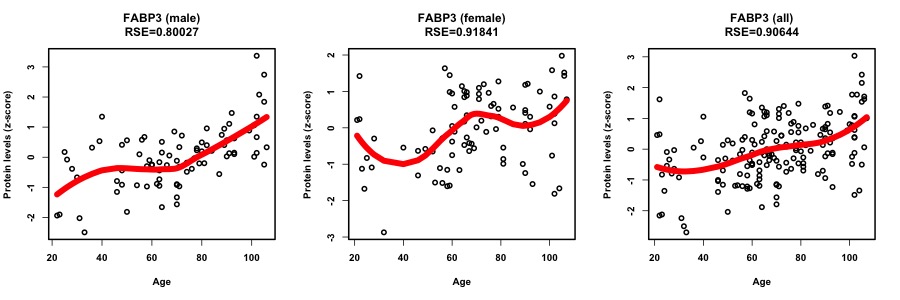 FABP3 (male)
RSE=0.80027
Protein levels (z-score)
3
2
1
0
-1
-2
20 40 60 80 100
Age
FABP3 (female)
RSE=0.91841
Protein levels (z-score)
2
1
0
-1
-2
-3
20 40 60 80 100
Age
FABP3 (all)
RSE=0.90644
Protein levels (z-score)
3
2
1
0
-1
-2
20 40 60 80 100
Age